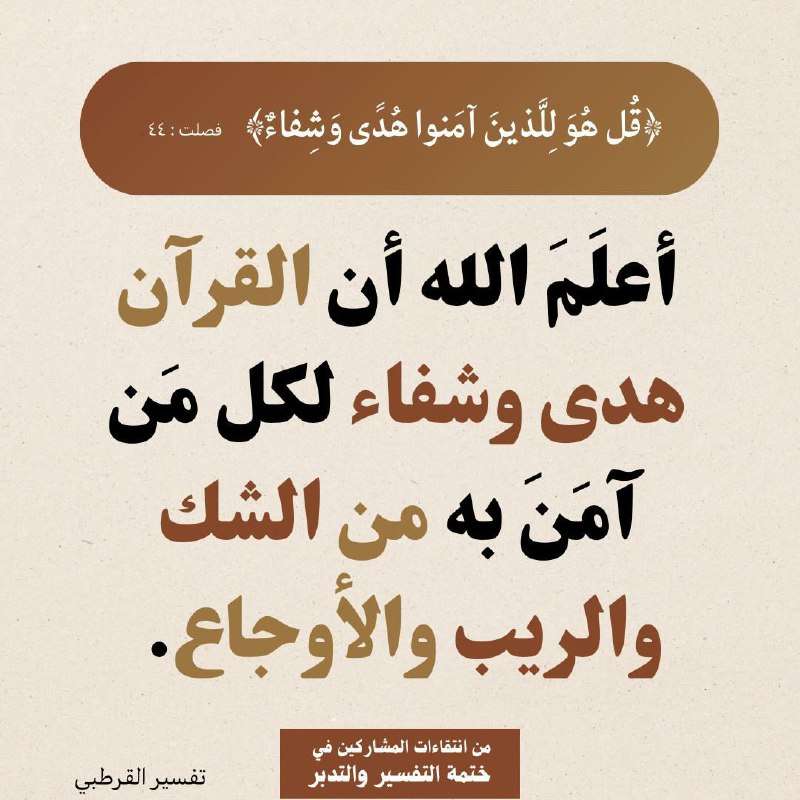 ﴿قُل هُوَ لِلَّذينَ آمَنوا هُدًى وَشِفاءٌ﴾ فصلت : ٤٤
أعلَمَ الله أن القرآن
هدى وشفاء لكل مَن
آمَنَ به من الشك
والريب والأوجاع.
من انتقاءات المشاركين في
ختمة التفسير والتدبر
تفسير القرطبي